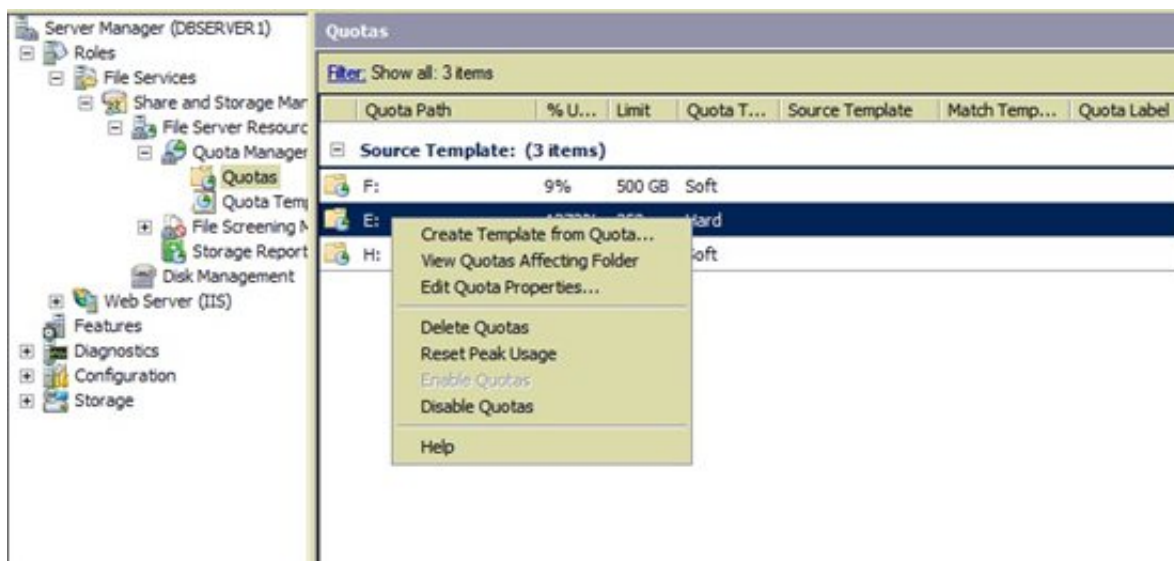 Server Manager (DBSERVER1)
Roles
File Services
Share and Storage Mar
File Server Resourc
Quota Manager
Quotas
Quota Tem
File Screening M
Storage Report
Disk Management
Web Server (IIS)
Features
Diagnostics
Configuration
Storage
Quotas
Filter: Show all: 3 items
Quota Path % U... Limit Quota T... Source Template Match Temp... Quota Label
Source Template: (3 items)
F: 9% 500 GB Soft
E: Hard
H: Soft
Create Template from Quota...
View Quotas Affecting Folder
Edit Quota Properties...
Delete Quotas
Reset Peak Usage
Enable Quotas
Disable Quotas
Help